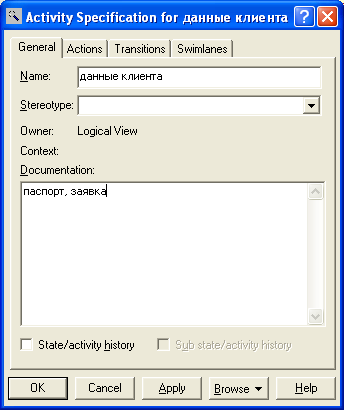 Activity Specification for данные клиента
General Actions Transitions Swimlanes
Name: данные клиента
Stereotype:
Owner: Logical View
Context:
Documentation:
паспорт, заявка
State/activity history Sub state/activity history
OK Cancel Apply Browse Help